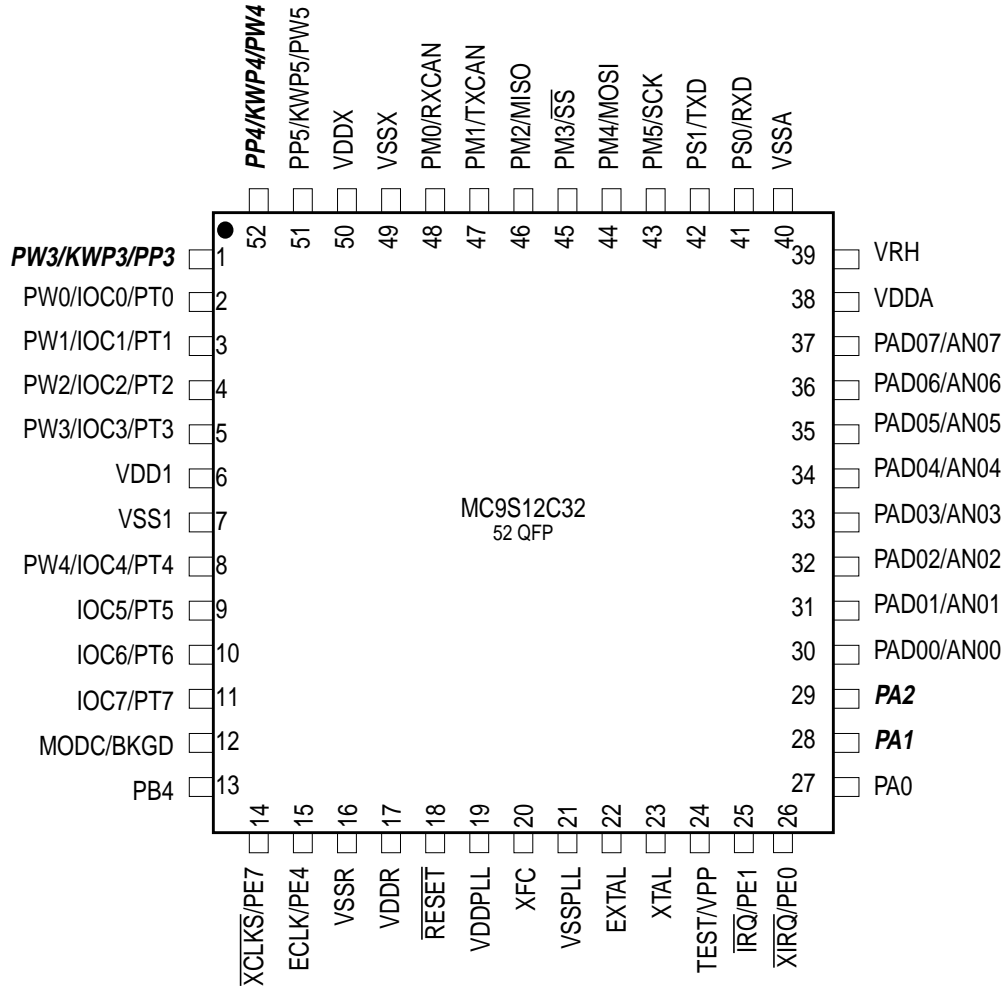 PP4/KWP4/PW4
PP5/KWP5/PW5
VDDX
VSSX
PM0/RXCAN
PM1/TXCAN
PM2/MISO
PM3/S̅S̅
PM4/MOSI
PM5/SCK
PS1/TXD
PS0/RXD
VSSA
52
51
50
49
48
47
46
45
44
43
42
41
40
PW3/KWP3/PP3
1
PW0/IOC0/PT0
2
PW1/IOC1/PT1
3
PW2/IOC2/PT2
4
PW3/IOC3/PT3
5
VDD1
6
VSS1
7
PW4/IOC4/PT4
8
IOC5/PT5
9
IOC6/PT6
10
IOC7/PT7
11
MODC/BKGD
12
PB4
13
MC9S12C32
52 QFP
39
VRH
38
VDDA
37
PAD07/AN07
36
PAD06/AN06
35
PAD05/AN05
34
PAD04/AN04
33
PAD03/AN03
32
PAD02/AN02
31
PAD01/AN01
30
PAD00/AN00
29
PA2
28
PA1
27
PA0
14
15
16
17
18
19
20
21
22
23
24
25
26
X̅C̅L̅K̅S̅/PE7
ECLK/PE4
VSSR
VDDR
R̅E̅S̅E̅T̅
VDDPLL
XFC
VSSPLL
EXTAL
XTAL
TEST/VPP
I̅R̅Q̅/PE1
X̅I̅R̅Q̅/PE0